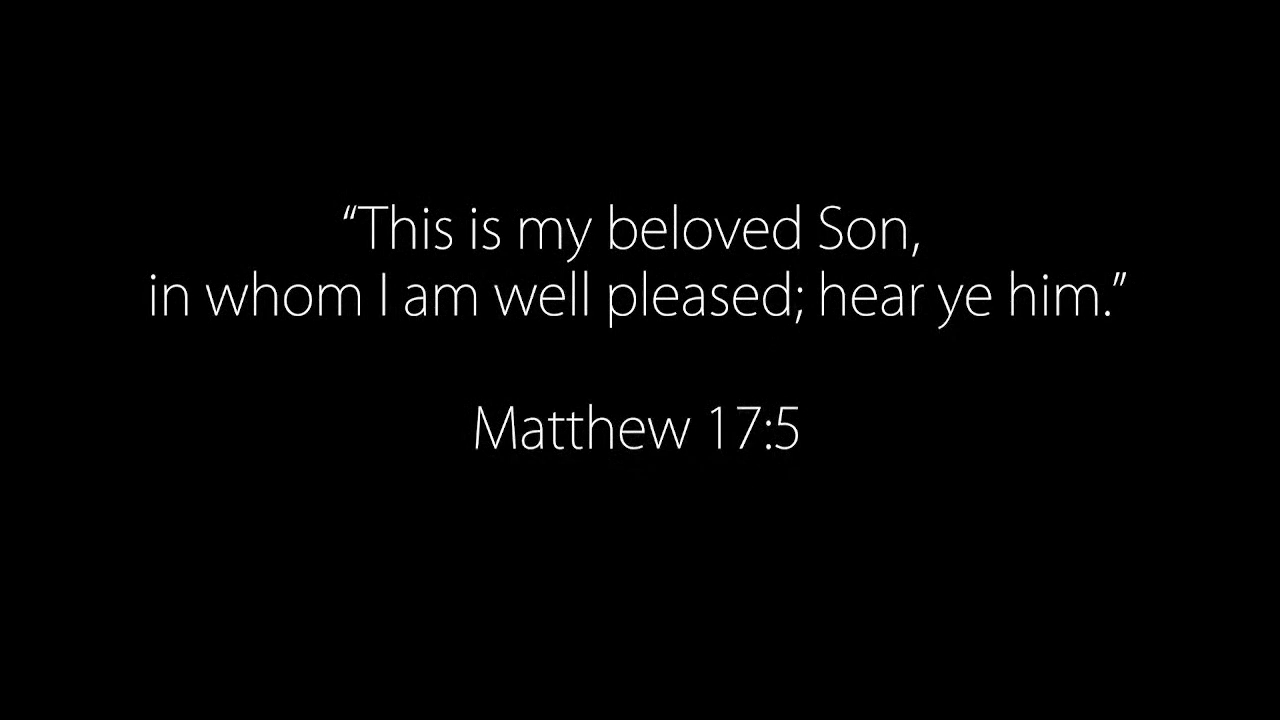 “This is my beloved Son,
in whom I am well pleased; hear ye him.”
Matthew 17:5